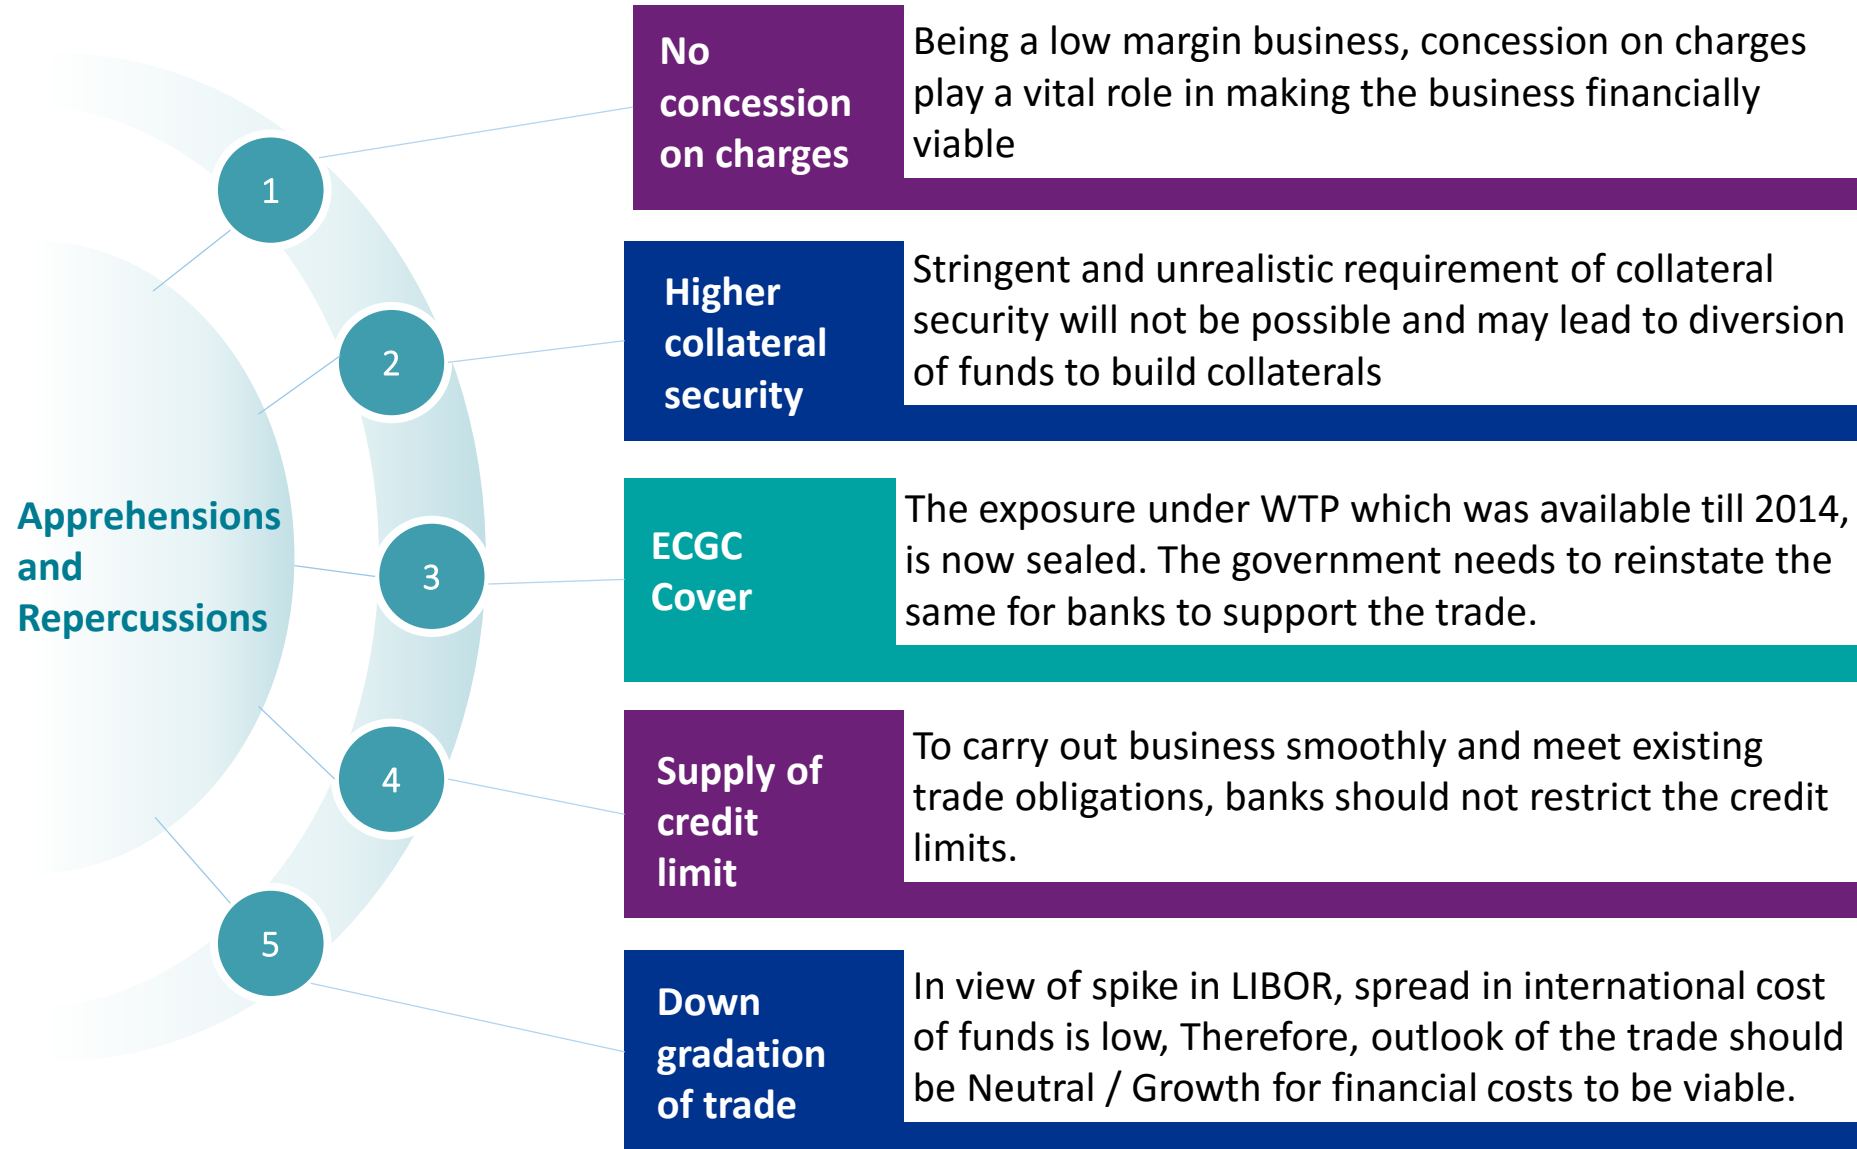 Apprehensions
and
Repercussions
1
No
concession
on charges
Being a low margin business, concession on charges
play a vital role in making the business financially
viable
2
Higher
collateral
security
Stringent and unrealistic requirement of collateral
security will not be possible and may lead to diversion
of funds to build collaterals
3
ECGC
Cover
The exposure under WTP which was available till 2014,
is now sealed. The government needs to reinstate the
same for banks to support the trade.
4
Supply of
credit
limit
To carry out business smoothly and meet existing
trade obligations, banks should not restrict the credit
limits.
5
Down
gradation
of trade
In view of spike in LIBOR, spread in international cost
of funds is low, Therefore, outlook of the trade should
be Neutral / Growth for financial costs to be viable.